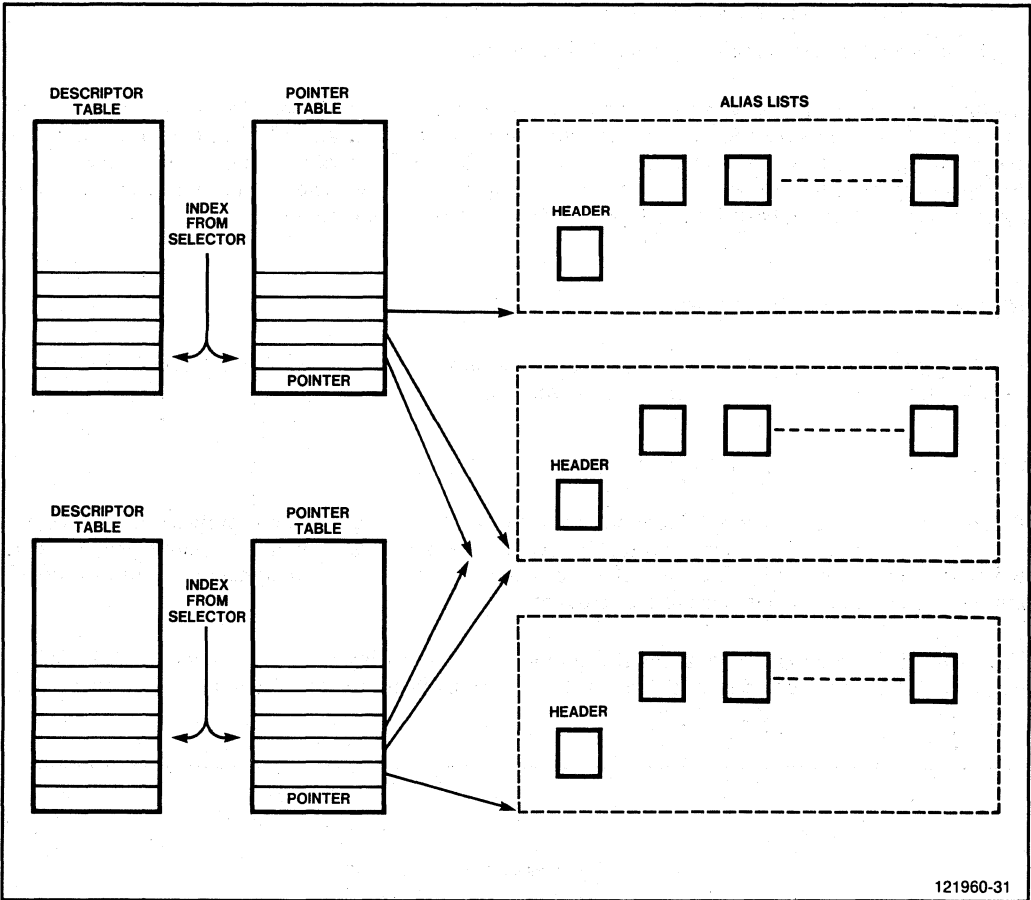 DESCRIPTOR
TABLE
POINTER
TABLE
ALIAS LISTS
INDEX
FROM
SELECTOR
HEADER
POINTER
HEADER
DESCRIPTOR
TABLE
POINTER
TABLE
INDEX
FROM
SELECTOR
HEADER
POINTER
121960-31